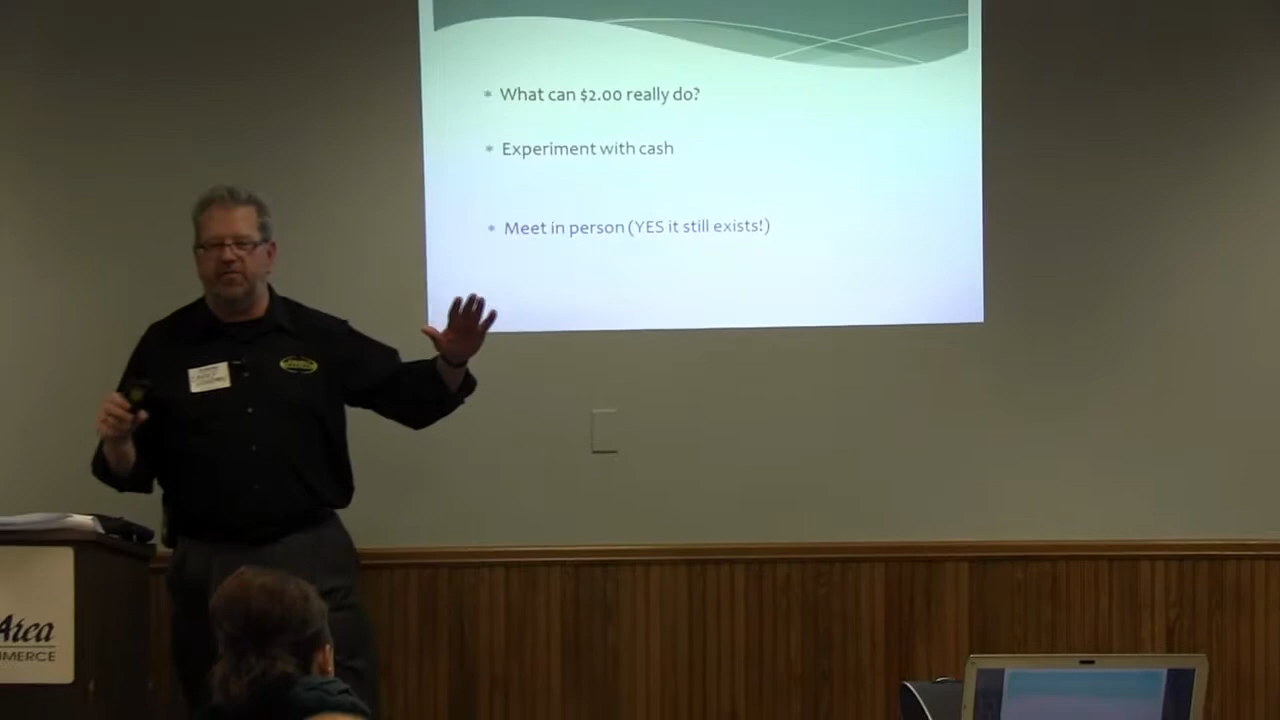 * What can $2.00 really do?
* Experiment with cash
* Meet in person (YES it still exists!)
Area
MMERCE